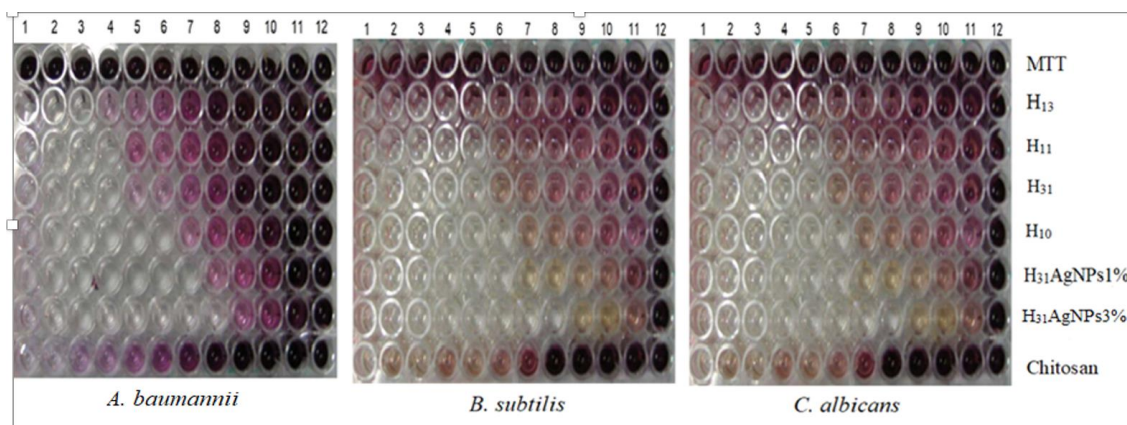 1 2 3 4 5 6 7 8 9 10 11 12
1 2 3 4 5 6 7 8 9 10 11 12
1 2 3 4 5 6 7 8 9 10 11 12
MTT
H₁₃
H₁₁
H₃₁
H₁₀
H₃₁AgNPs1%
H₃₁AgNPs3%
Chitosan
A. baumannii
B. subtilis
C. albicans